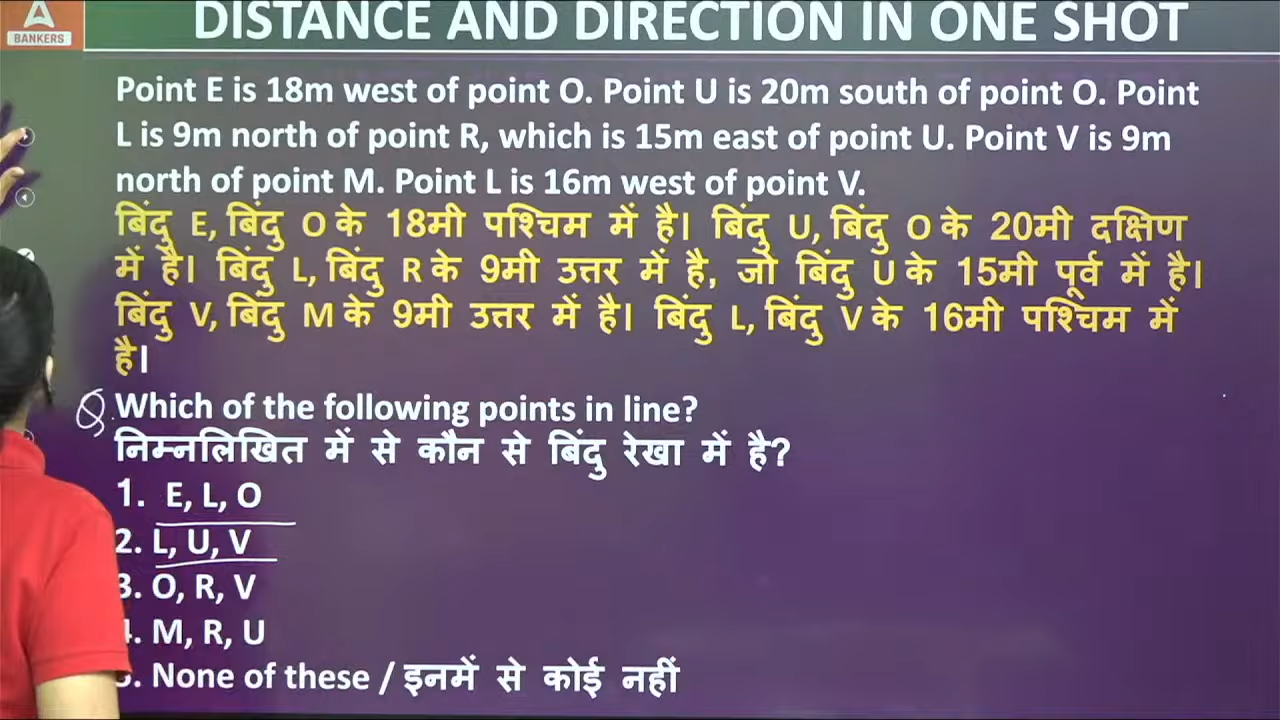 A
BANKERS
DISTANCE AND DIRECTION IN ONE SHOT
Point E is 18m west of point O. Point U is 20m south of point O. Point
L is 9m north of point R, which is 15m east of point U. Point V is 9m
north of point M. Point L is 16m west of point V.
बिंदु E, बिंदु O के 18मी पश्चिम में है। बिंदु U, बिंदु O के 20मी दक्षिण
में है। बिंदु L, बिंदु R के 9मी उत्तर में है, जो बिंदु U के 15मी पूर्व में है।
बिंदु V, बिंदु M के 9मी उत्तर में है। बिंदु L, बिंदु V के 16मी पश्चिम में
है।
Q. Which of the following points in line?
निम्नलिखित में से कौन से बिंदु रेखा में है?
1. E, L, O
2. L, U, V
3. O, R, V
4. M, R, U
5. None of these / इनमें से कोई नहीं